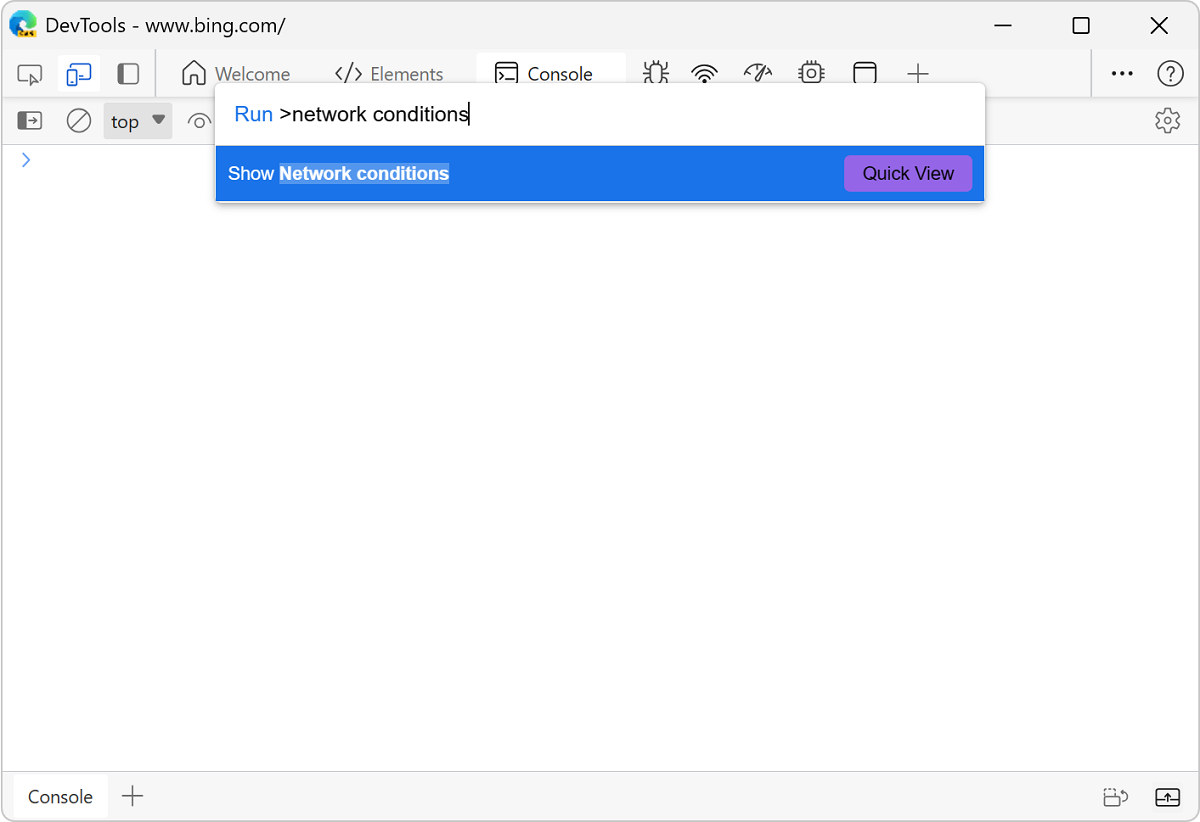 DevTools - www.bing.com/
Welcome Elements Console
top
Run >network conditions
Show Network conditions Quick View
Console